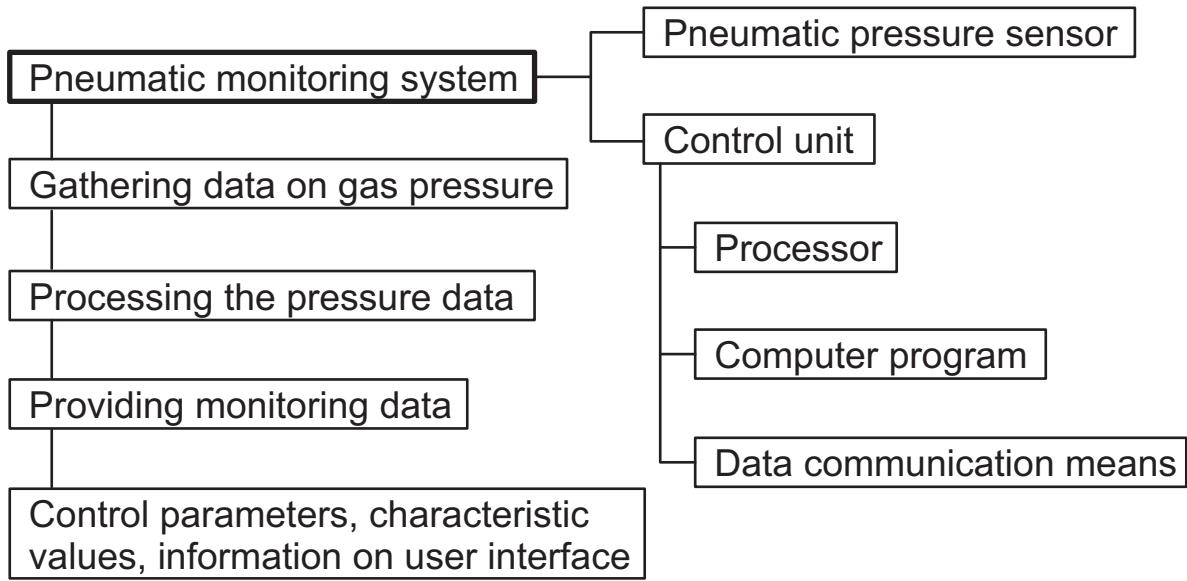 Pneumatic monitoring system
Gathering data on gas pressure
Processing the pressure data
Providing monitoring data
Control parameters, characteristic
values, information on user interface
Pneumatic pressure sensor
Control unit
Processor
Computer program
Data communication means